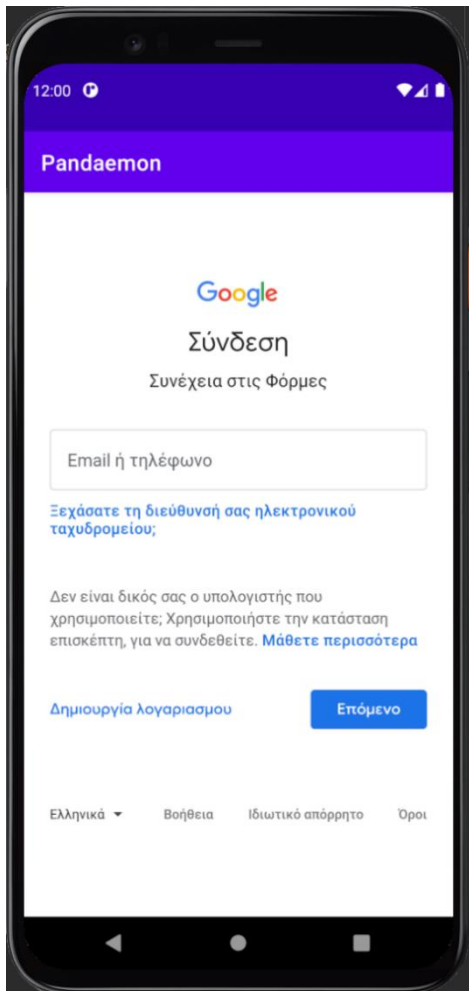 12:00
Pandaemon
Google
Σύνδεση
Συνέχεια στις Φόρμες
Email ή τηλέφωνο
Ξεχάσατε τη διεύθυνσή σας ηλεκτρονικού
ταχυδρομείου;
Δεν είναι δικός σας ο υπολογιστής που
χρησιμοποιείτε; Χρησιμοποιήστε την κατάσταση
επισκέπτη, για να συνδεθείτε. Μάθετε περισσότερα
Δημιουργία λογαριασμου Επόμενο
Ελληνικά Βοήθεια Ιδιωτικό απόρρητο Όροι